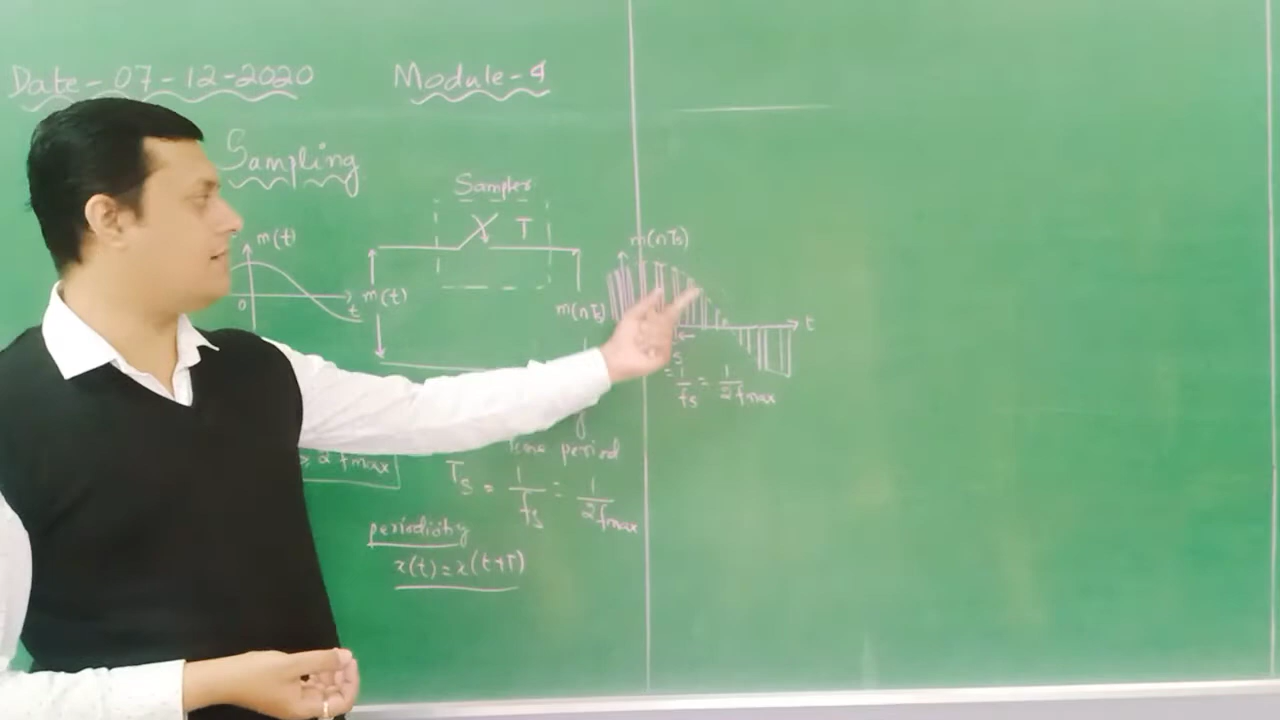 Date - 07-12-2020
Module-4
Sampling
Sampler
T
m(t)
0
t
m(t)
m(nTs)
m(nTs)
t
s
= 1/fs = 1/2fmax
Time period
2 fmax
Ts = 1/fs = 1/2fmax
periodicity
x(t) = x(t+T)